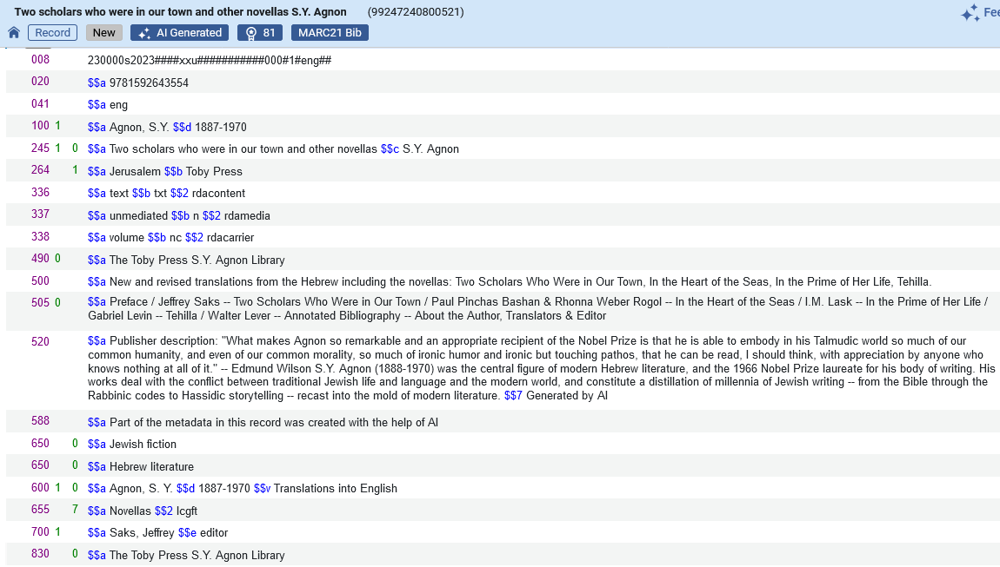 Two scholars who were in our town and other novellas S.Y. Agnon (99247240800521)
Record New AI Generated 81 MARC21 Bib
008 230000s2023####xxu###########000#1#eng##
020 $$a 9781592643554
041 $$a eng
100 1 $$a Agnon, S.Y. $$d 1887-1970
245 1 0 $$a Two scholars who were in our town and other novellas $$c S.Y. Agnon
264 1 $$a Jerusalem $$b Toby Press
336 $$a text $$b txt $$2 rdacontent
337 $$a unmediated $$b n $$2 rdamedia
338 $$a volume $$b nc $$2 rdacarrier
490 0 $$a The Toby Press S.Y. Agnon Library
500 $$a New and revised translations from the Hebrew including the novellas: Two Scholars Who Were in Our Town, In the Heart of the Seas, In the Prime of Her Life, Tehilla.
505 0 $$a Preface / Jeffrey Saks -- Two Scholars Who Were in Our Town / Paul Pinchas Bashan & Rhonna Weber Rogol -- In the Heart of the Seas / I.M. Lask -- In the Prime of Her Life /
Gabriel Levin -- Tehilla / Walter Lever -- Annotated Bibliography -- About the Author, Translators & Editor
520 $$a Publisher description: "What makes Agnon so remarkable and an appropriate recipient of the Nobel Prize is that he is able to embody in his Talmudic world so much of our
common humanity, and even of our common morality, so much of ironic humor and ironic but touching pathos, that he can be read, I should think, with appreciation by anyone who
knows nothing at all of it." -- Edmund Wilson S.Y. Agnon (1888-1970) was the central figure of modern Hebrew literature, and the 1966 Nobel Prize laureate for his body of writing. His
works deal with the conflict between traditional Jewish life and language and the modern world, and constitute a distillation of millennia of Jewish writing -- from the Bible through the
Rabbinic codes to Hassidic storytelling -- recast into the mold of modern literature. $$7 Generated by AI
588 $$a Part of the metadata in this record was created with the help of AI
650 0 $$a Jewish fiction
650 0 $$a Hebrew literature
600 1 0 $$a Agnon, S. Y. $$d 1887-1970 $$v Translations into English
655 7 $$a Novellas $$2 lcgft
700 1 $$a Saks, Jeffrey $$e editor
830 0 $$a The Toby Press S.Y. Agnon Library